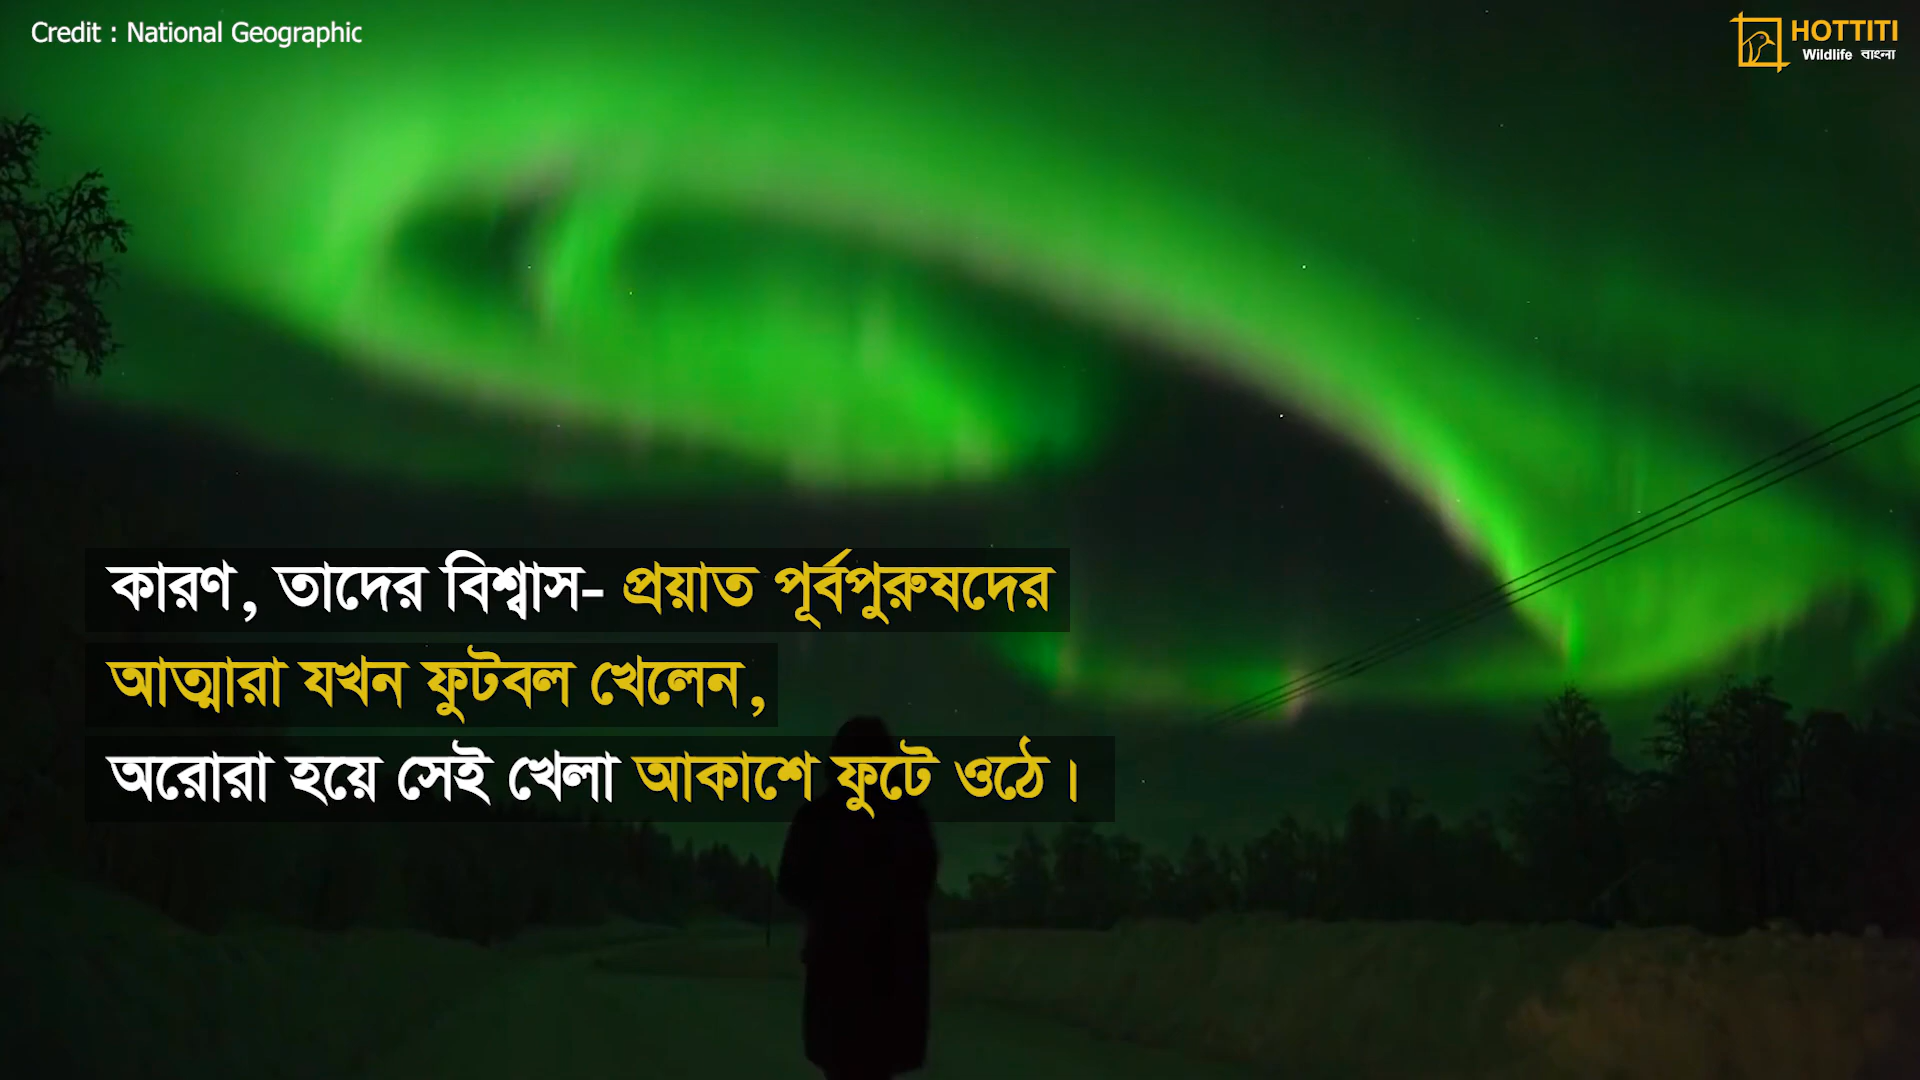 Credit : National Geographic
HOTTITI
Wildlife বাংলা
কারণ, তাদের বিশ্বাস- প্রয়াত পূর্বপুরুষদের
আত্মারা যখন ফুটবল খেলেন,
অরোরা হয়ে সেই খেলা আকাশে ফুটে ওঠে।